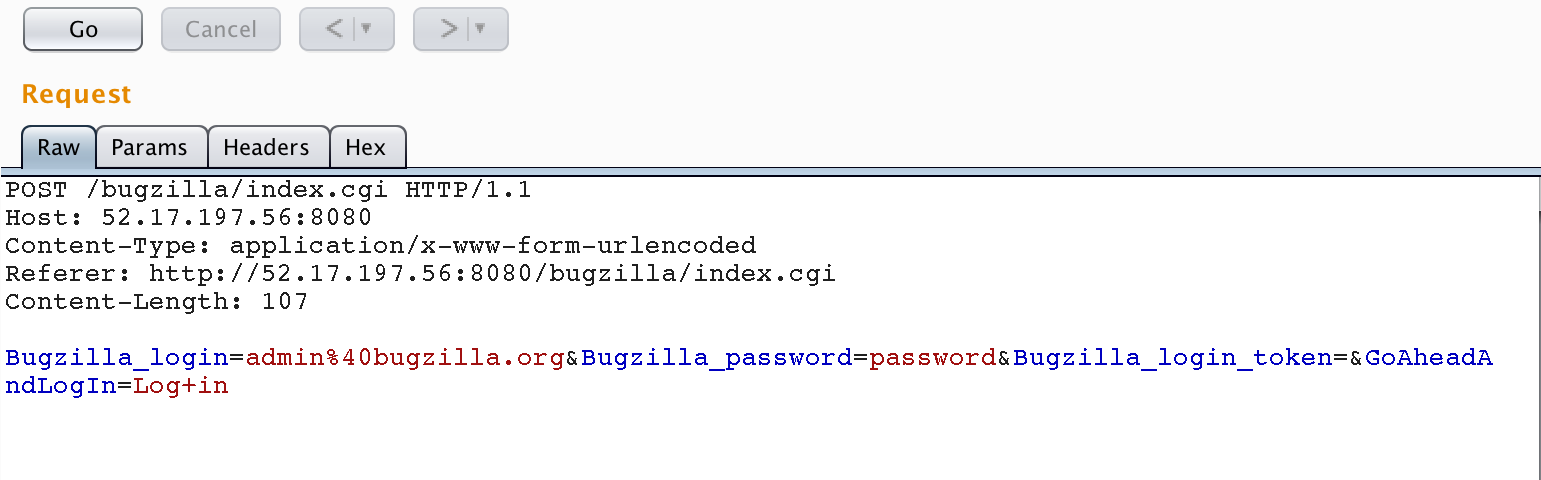 Go Cancel < >
Request
Raw Params Headers Hex
POST /bugzilla/index.cgi HTTP/1.1
Host: 52.17.197.56:8080
Content-Type: application/x-www-form-urlencoded
Referer: http://52.17.197.56:8080/bugzilla/index.cgi
Content-Length: 107
Bugzilla_login=admin%40bugzilla.org&Bugzilla_password=password&Bugzilla_login_token=&GoAheadA
ndLogIn=Log+in